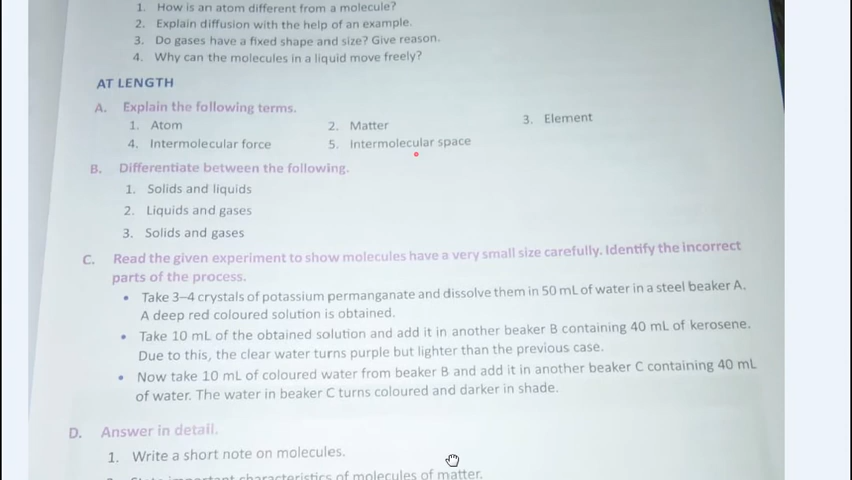 1. How is an atom different from a molecule?
2. Explain diffusion with the help of an example.
3. Do gases have a fixed shape and size? Give reason.
4. Why can the molecules in a liquid move freely?
AT LENGTH
A. Explain the following terms.
1. Atom 2. Matter 3. Element
4. Intermolecular force 5. Intermolecular space
B. Differentiate between the following.
1. Solids and liquids
2. Liquids and gases
3. Solids and gases
C. Read the given experiment to show molecules have a very small size carefully. Identify the incorrect
parts of the process.
• Take 3–4 crystals of potassium permanganate and dissolve them in 50 mL of water in a steel beaker A.
A deep red coloured solution is obtained.
• Take 10 mL of the obtained solution and add it in another beaker B containing 40 mL of kerosene.
Due to this, the clear water turns purple but lighter than the previous case.
• Now take 10 mL of coloured water from beaker B and add it in another beaker C containing 40 mL
of water. The water in beaker C turns coloured and darker in shade.
D. Answer in detail.
1. Write a short note on molecules.
2. State important characteristics of molecules of matter.